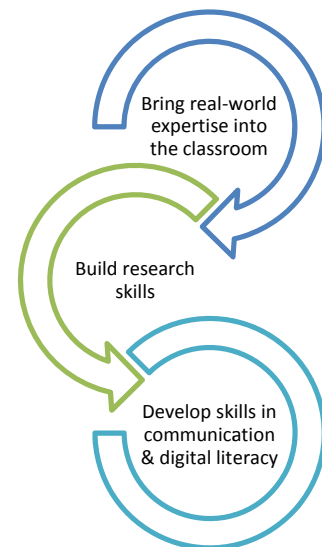 Bring real-world
expertise into
the classroom
Build research
skills
Develop skills in
communication
& digital literacy